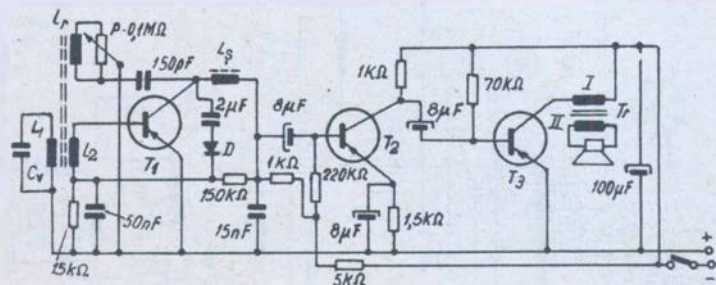 Lr
P-0,1MΩ
150pF
Ls
2µF
D
T1
L1
Cv
L2
50nF
15kΩ
150kΩ
15nF
8µF
1kΩ
220kΩ
T2
8µF
1,5kΩ
5kΩ
1kΩ
8µF
70kΩ
T3
I
II
Tr
100µF
+
-